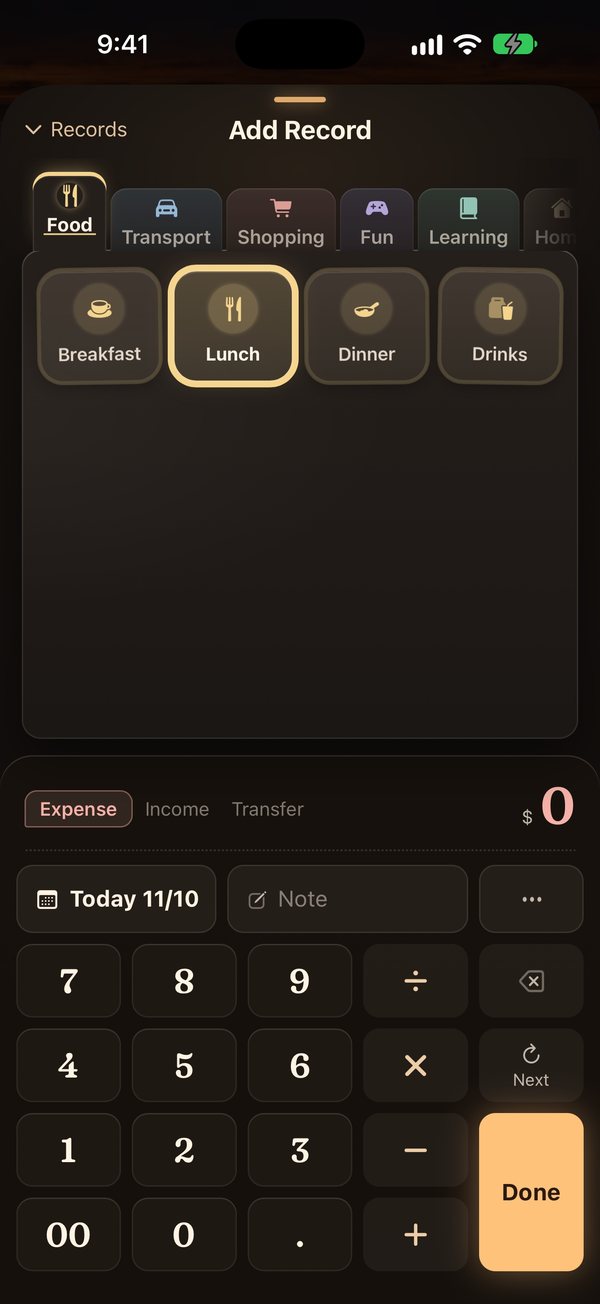 9:41
Records
Add Record
Food
Transport
Shopping
Fun
Learning
Hom
Breakfast
Lunch
Dinner
Drinks
Expense
Income
Transfer
$ 0
Today 11/10
Note
...
7 8 9 ÷
4 5 6 ×
Next
1 2 3 −
Done
00 0 . +